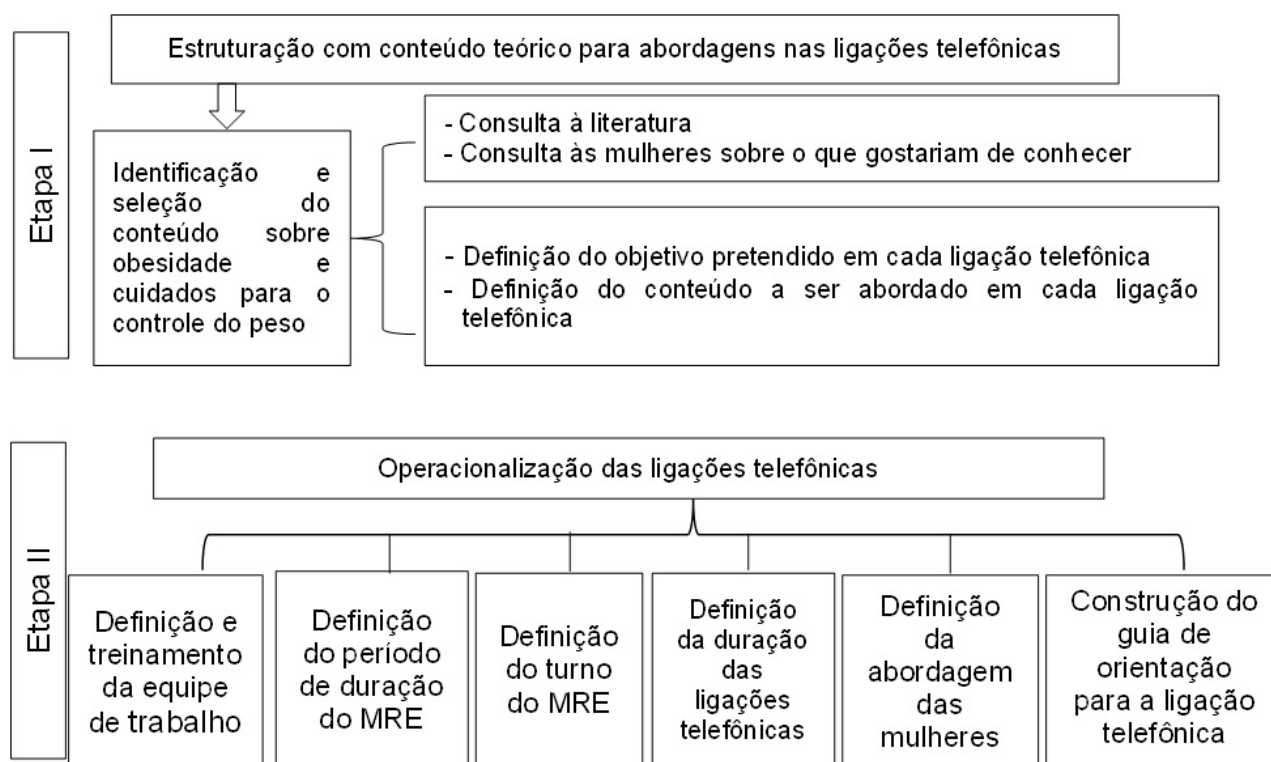 Etapa I
Estruturação com conteúdo teórico para abordagens nas ligações telefônicas
Identificação e
seleção do
conteúdo sobre
obesidade e
cuidados para o
controle do peso
- Consulta à literatura
- Consulta às mulheres sobre o que gostariam de conhecer
- Definição do objetivo pretendido em cada ligação telefônica
- Definição do conteúdo a ser abordado em cada ligação
telefônica
Etapa II
Operacionalização das ligações telefônicas
Definição e
treinamento
da equipe
de trabalho
Definição
do período
de duração
do MRE
Definição
do turno
do MRE
Definição
da duração
das
ligações
telefônicas
Definição
da
abordagem
das
mulheres
Construção do
guia de
orientação
para a ligação
telefônica